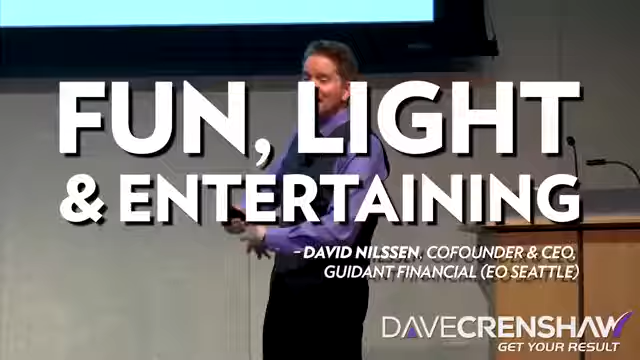 FUN, LIGHT
& ENTERTAINING
– DAVID NILSSEN, COFOUNDER & CEO,
GUIDANT FINANCIAL (EO SEATTLE)
DAVECRENSHAW
GET YOUR RESULT